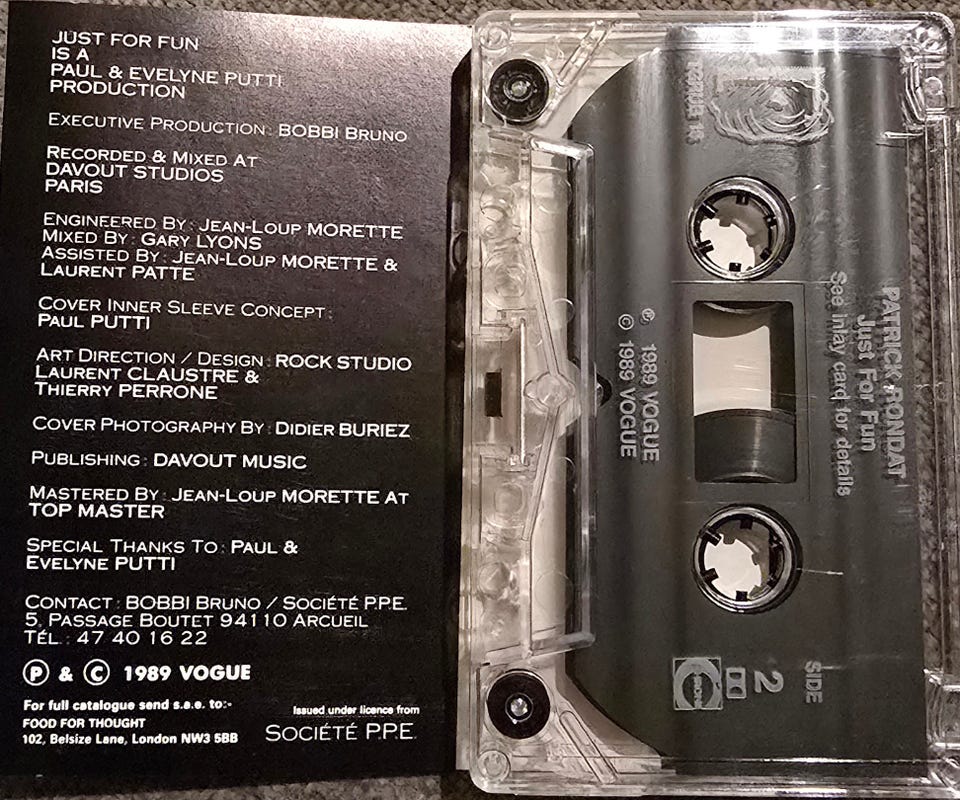 JUST FOR FUN
IS A
PAUL & EVELYNE PUTTI
PRODUCTION
EXECUTIVE PRODUCTION : BOBBI BRUNO
RECORDED & MIXED AT
DAVOUT STUDIOS
PARIS
ENGINEERED BY : JEAN-LOUP MORETTE
MIXED BY : GARY LYONS
ASSISTED BY : JEAN-LOUP MORETTE &
LAURENT PATTE
COVER INNER SLEEVE CONCEPT :
PAUL PUTTI
ART DIRECTION / DESIGN : ROCK STUDIO
LAURENT CLAUSTRE &
THIERRY PERRONE
COVER PHOTOGRAPHY BY : DIDIER BURIEZ
PUBLISHING : DAVOUT MUSIC
MASTERED BY : JEAN-LOUP MORETTE AT
TOP MASTER
SPECIAL THANKS TO : PAUL &
EVELYNE PUTTI
CONTACT : BOBBI BRUNO / SOCIÉTÉ P.P.E.
5, PASSAGE BOUTET 94110 ARCUEIL
TÉL. : 47 40 16 22
Ⓟ & © 1989 VOGUE
For full catalogue send s.a.e. to:-
FOOD FOR THOUGHT
102, Belsize Lane, London NW3 5BB
Issued under licence from
SOCIÉTÉ P.P.E.
PATRICK RONDAT
Just For Fun
See inlay card for details
Ⓟ 1989 VOGUE
© 1989 VOGUE
SIDE
2